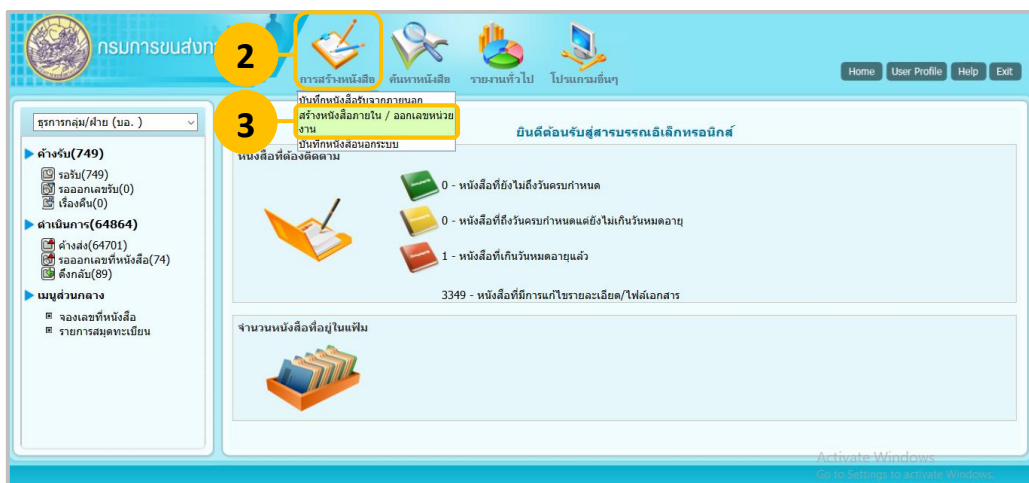 กรมการขนส่งท
2
การสร้างหนังสือ
ค้นหาหนังสือ
รายงานทั่วไป
โปรแกรมอื่นๆ
Home
User Profile
Help
Exit
บันทึกหนังสือรับจากภายนอก
3
สร้างหนังสือภายใน / ออกเลขหน่วย
งาน
บันทึกหนังสือนอกระบบ
ธุรการกลุ่ม/ฝ่าย (บอ. )
ค้างรับ(749)
รอรับ(749)
รอออกเลขรับ(0)
เรื่องคืน(0)
ดำเนินการ(64864)
ค้างส่ง(64701)
รอออกเลขที่หนังสือ(74)
ดึงกลับ(89)
เมนูส่วนกลาง
จองเลขที่หนังสือ
รายการสมุดทะเบียน
ยินดีต้อนรับสู่สารบรรณอิเล็กทรอนิกส์
หนังสือที่ต้องติดตาม
0 - หนังสือที่ยังไม่ถึงวันครบกำหนด
0 - หนังสือที่ถึงวันครบกำหนดแต่ยังไม่เกินวันหมดอายุ
1 - หนังสือที่เกินวันหมดอายุแล้ว
3349 - หนังสือที่มีการแก้ไขรายละเอียด/ไฟล์เอกสาร
จำนวนหนังสือที่อยู่ในแฟ้ม
Activate Windows
Go to Settings to activate Windows.